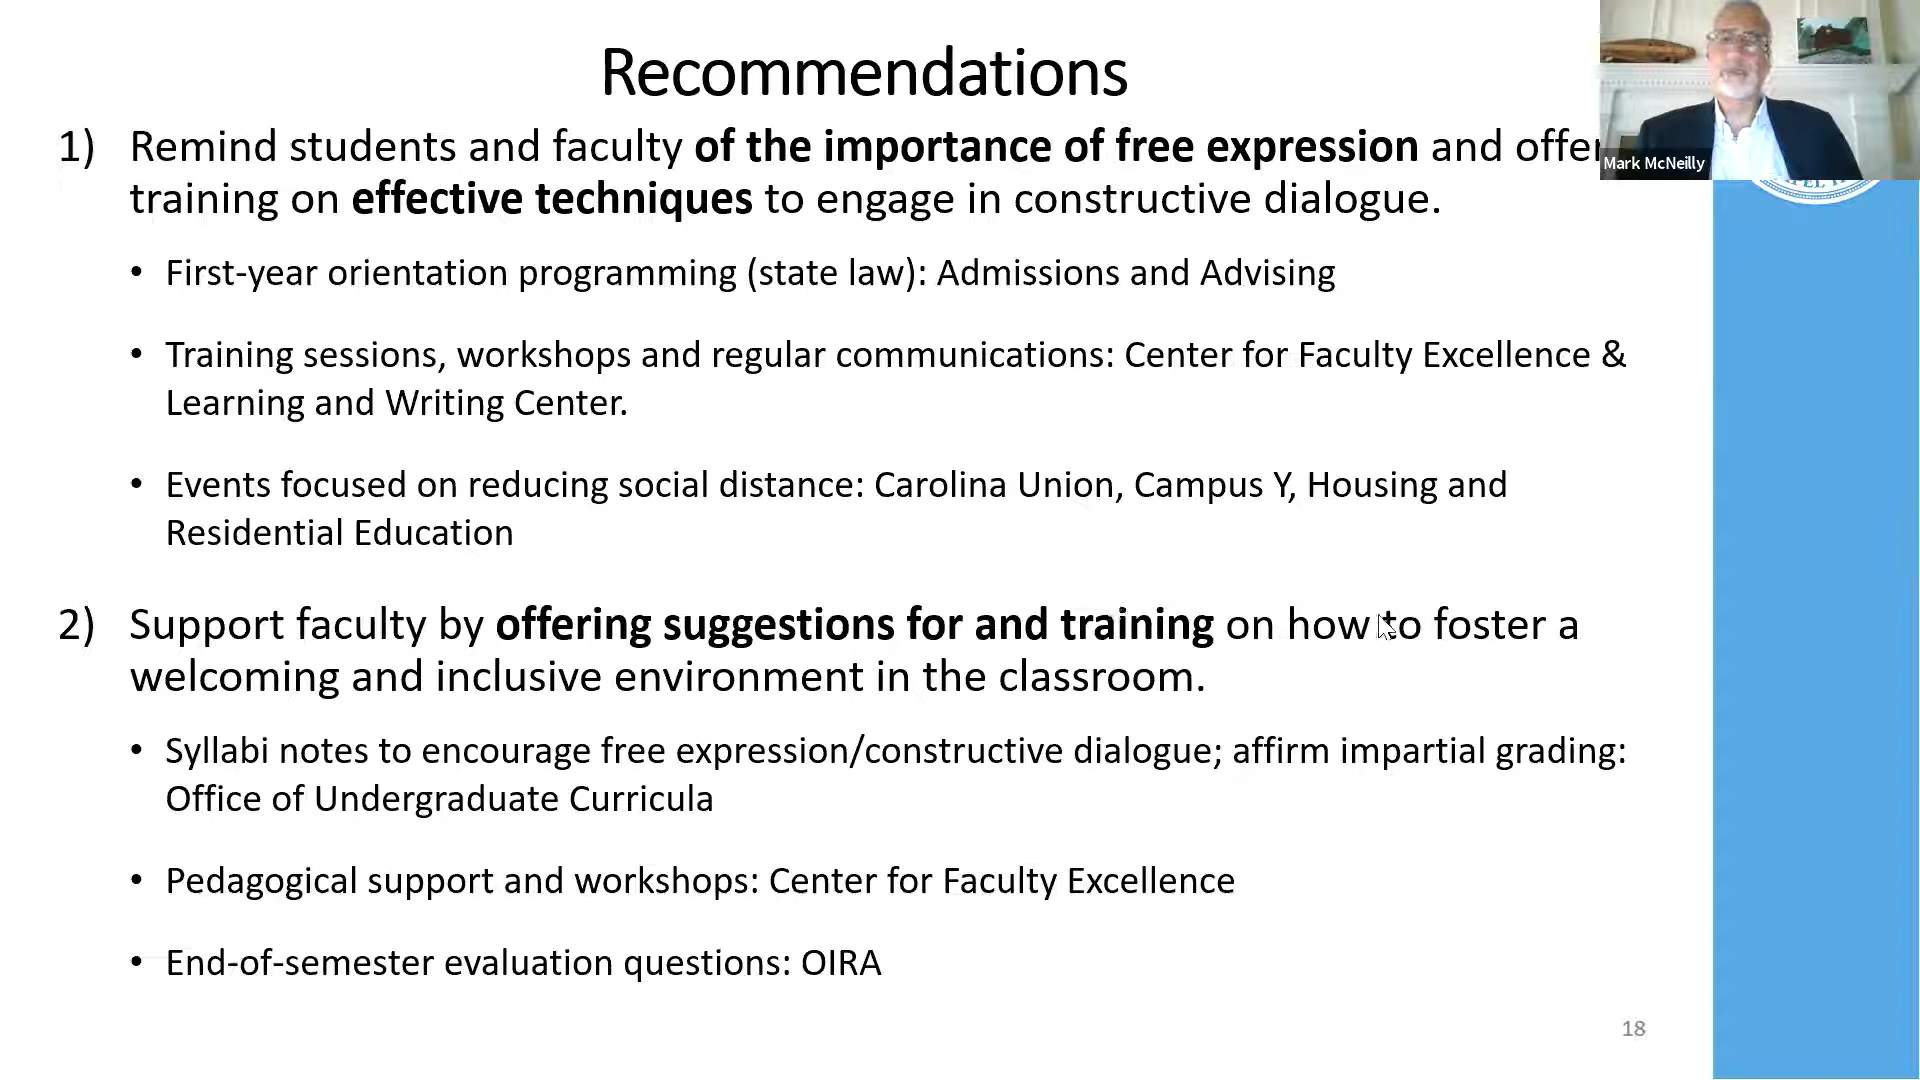 Recommendations
1) Remind students and faculty of the importance of free expression and offer
training on effective techniques to engage in constructive dialogue.
• First-year orientation programming (state law): Admissions and Advising
• Training sessions, workshops and regular communications: Center for Faculty Excellence &
Learning and Writing Center.
• Events focused on reducing social distance: Carolina Union, Campus Y, Housing and
Residential Education
2) Support faculty by offering suggestions for and training on how to foster a
welcoming and inclusive environment in the classroom.
• Syllabi notes to encourage free expression/constructive dialogue; affirm impartial grading:
Office of Undergraduate Curricula
• Pedagogical support and workshops: Center for Faculty Excellence
• End-of-semester evaluation questions: OIRA
18
Mark McNeilly